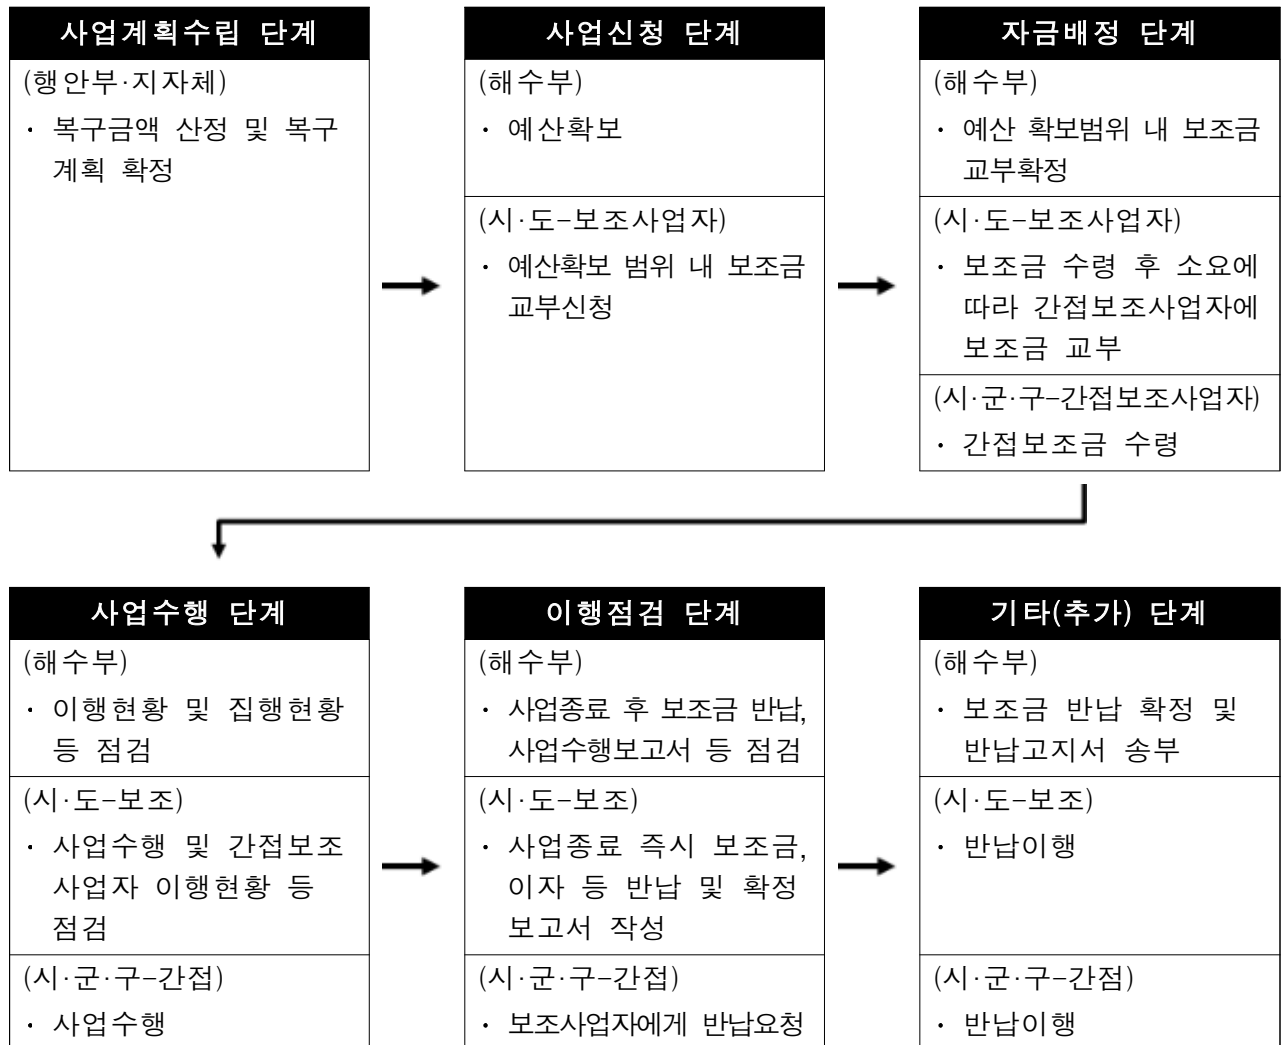 사업계획수립 단계
(행안부·지자체)
· 복구금액 산정 및 복구
계획 확정
사업신청 단계
(해수부)
· 예산확보
(시·도-보조사업자)
· 예산확보 범위 내 보조금
교부신청
자금배정 단계
(해수부)
· 예산 확보범위 내 보조금
교부확정
(시·도-보조사업자)
· 보조금 수령 후 소요에
따라 간접보조사업자에
보조금 교부
(시·군·구-간접보조사업자)
· 간접보조금 수령
사업수행 단계
(해수부)
· 이행현황 및 집행현황
등 점검
(시·도-보조)
· 사업수행 및 간접보조
사업자 이행현황 등
점검
(시·군·구-간접)
· 사업수행
이행점검 단계
(해수부)
· 사업종료 후 보조금 반납,
사업수행보고서 등 점검
(시·도-보조)
· 사업종료 즉시 보조금,
이자 등 반납 및 확정
보고서 작성
(시·군·구-간접)
· 보조사업자에게 반납요청
기타(추가) 단계
(해수부)
· 보조금 반납 확정 및
반납고지서 송부
(시·도-보조)
· 반납이행
(시·군·구-간점)
· 반납이행